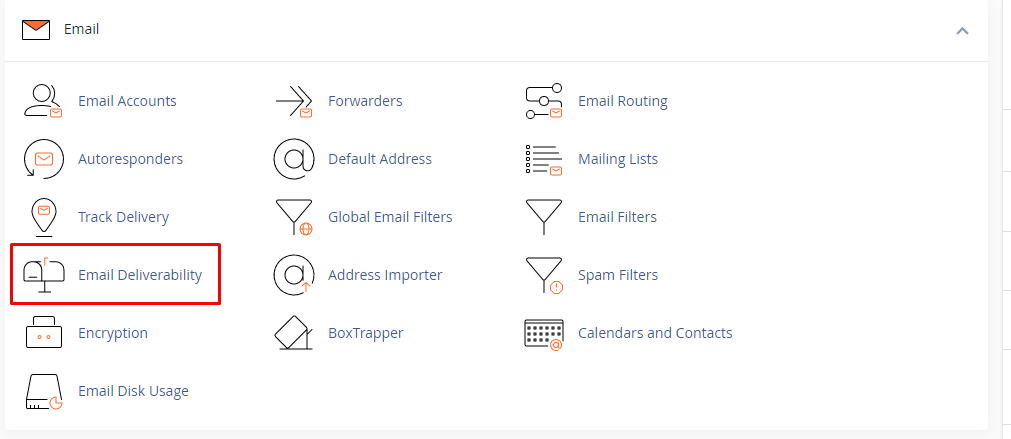 Email
Email Accounts
Forwarders
Email Routing
Autoresponders
Default Address
Mailing Lists
Track Delivery
Global Email Filters
Email Filters
Email Deliverability
Address Importer
Spam Filters
Encryption
BoxTrapper
Calendars and Contacts
Email Disk Usage